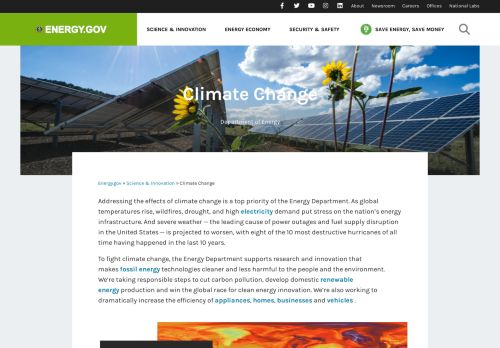 About Newsroom Careers Offices National Labs
ENERGY.GOV SCIENCE & INNOVATION ENERGY ECONOMY SECURITY & SAFETY SAVE ENERGY, SAVE MONEY
Climate Change
Department of Energy
Energy.gov » Science & Innovation » Climate Change
Addressing the effects of climate change is a top priority of the Energy Department. As global
temperatures rise, wildfires, drought, and high electricity demand put stress on the nation's energy
infrastructure. And severe weather — the leading cause of power outages and fuel supply disruption
in the United States — is projected to worsen, with eight of the 10 most destructive hurricanes of all
time having happened in the last 10 years.
To fight climate change, the Energy Department supports research and innovation that
makes fossil energy technologies cleaner and less harmful to the people and the environment.
We're taking responsible steps to cut carbon pollution, develop domestic renewable
energy production and win the global race for clean energy innovation. We're also working to
dramatically increase the efficiency of appliances, homes, businesses and vehicles .